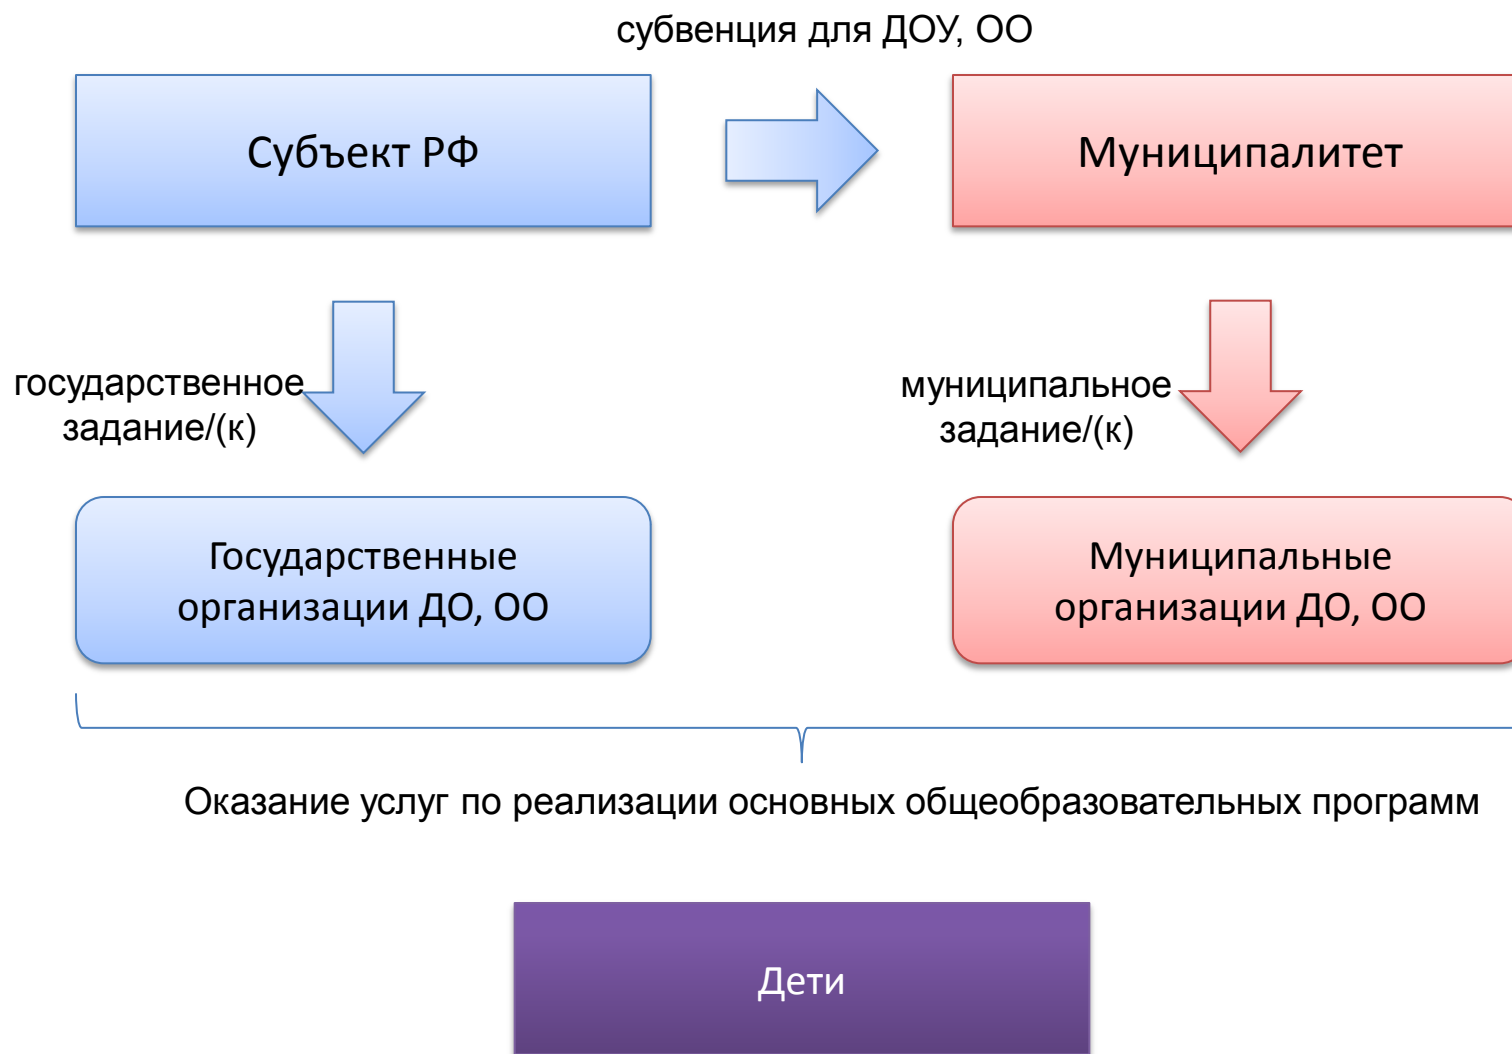 субвенция для ДОУ, ОО
Субъект РФ
Муниципалитет
государственное
задание/(к)
муниципальное
задание/(к)
Государственные
организации ДО, ОО
Муниципальные
организации ДО, ОО
Оказание услуг по реализации основных общеобразовательных программ
Дети